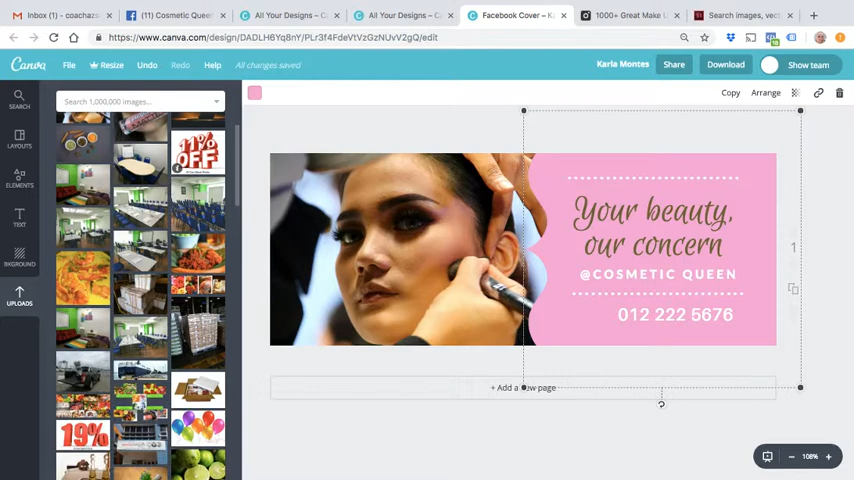 Inbox (1) - coachaz
(11) Cosmetic Queen
All Your Designs –
All Your Designs –
Facebook Cover – K
1000+ Great Make U
Search images, vec
https://www.canva.com/design/DADLH6Yq8nY/PLr3f4FdeVtVzGzNUvV2gQ/edit
Canva
File
Resize
Undo
Redo
Help
All changes saved
Karla Montes
Share
Download
Show team
Search 1,000,000 images...
Copy
Arrange
SEARCH
LAYOUTS
ELEMENTS
TEXT
BKGROUND
UPLOADS
11%
OFF
19%
Your beauty,
our concern
@COSMETIC QUEEN
012 222 5676
1
+ Add a new page
108%